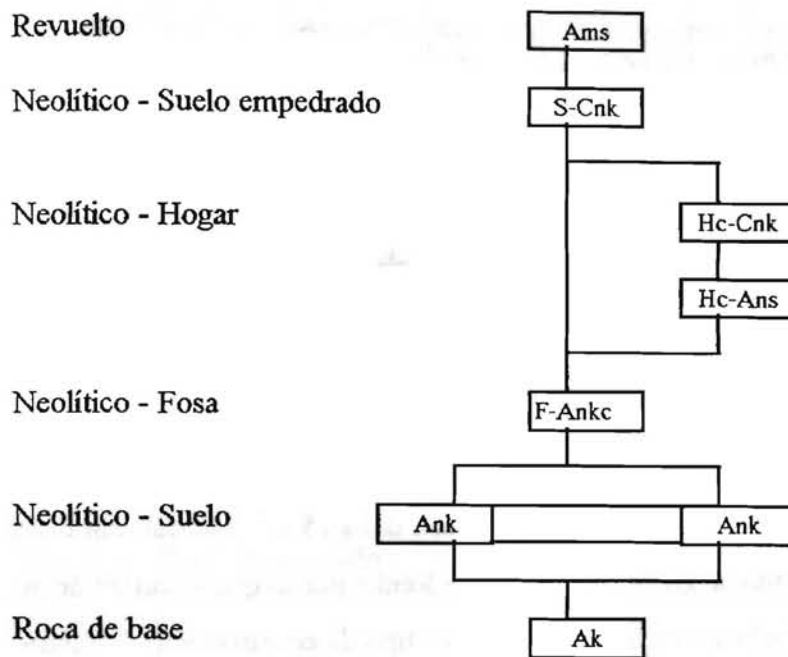 Revuelto Ams
Neolítico - Suelo empedrado S-Cnk
Neolítico - Hogar Hc-Cnk
Hc-Ans
Neolítico - Fosa F-Ankc
Neolítico - Suelo Ank Ank
Roca de base Ak